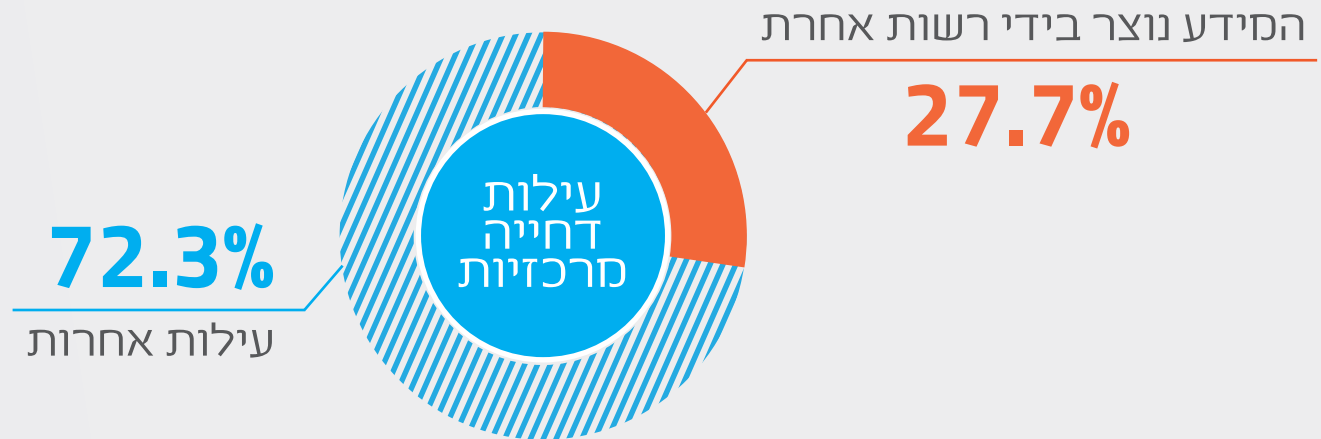 המידע נוצר בידי רשות אחרת
27.7%
עילות
דחייה
מרכזיות
72.3%
עילות אחרות